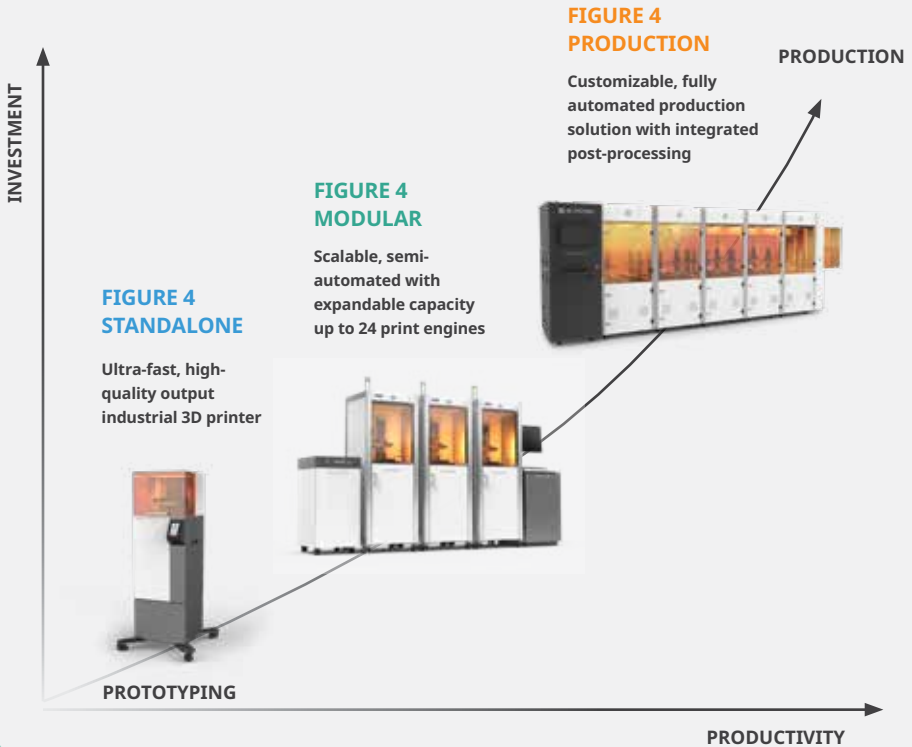 FIGURE 4
PRODUCTION
PRODUCTION
Customizable, fully
automated production
solution with integrated
post-processing
INVESTMENT
FIGURE 4
MODULAR
Scalable, semi-
automated with
expandable capacity
up to 24 print engines
FIGURE 4
STANDALONE
Ultra-fast, high-
quality output
industrial 3D printer
PROTOTYPING
PRODUCTIVITY